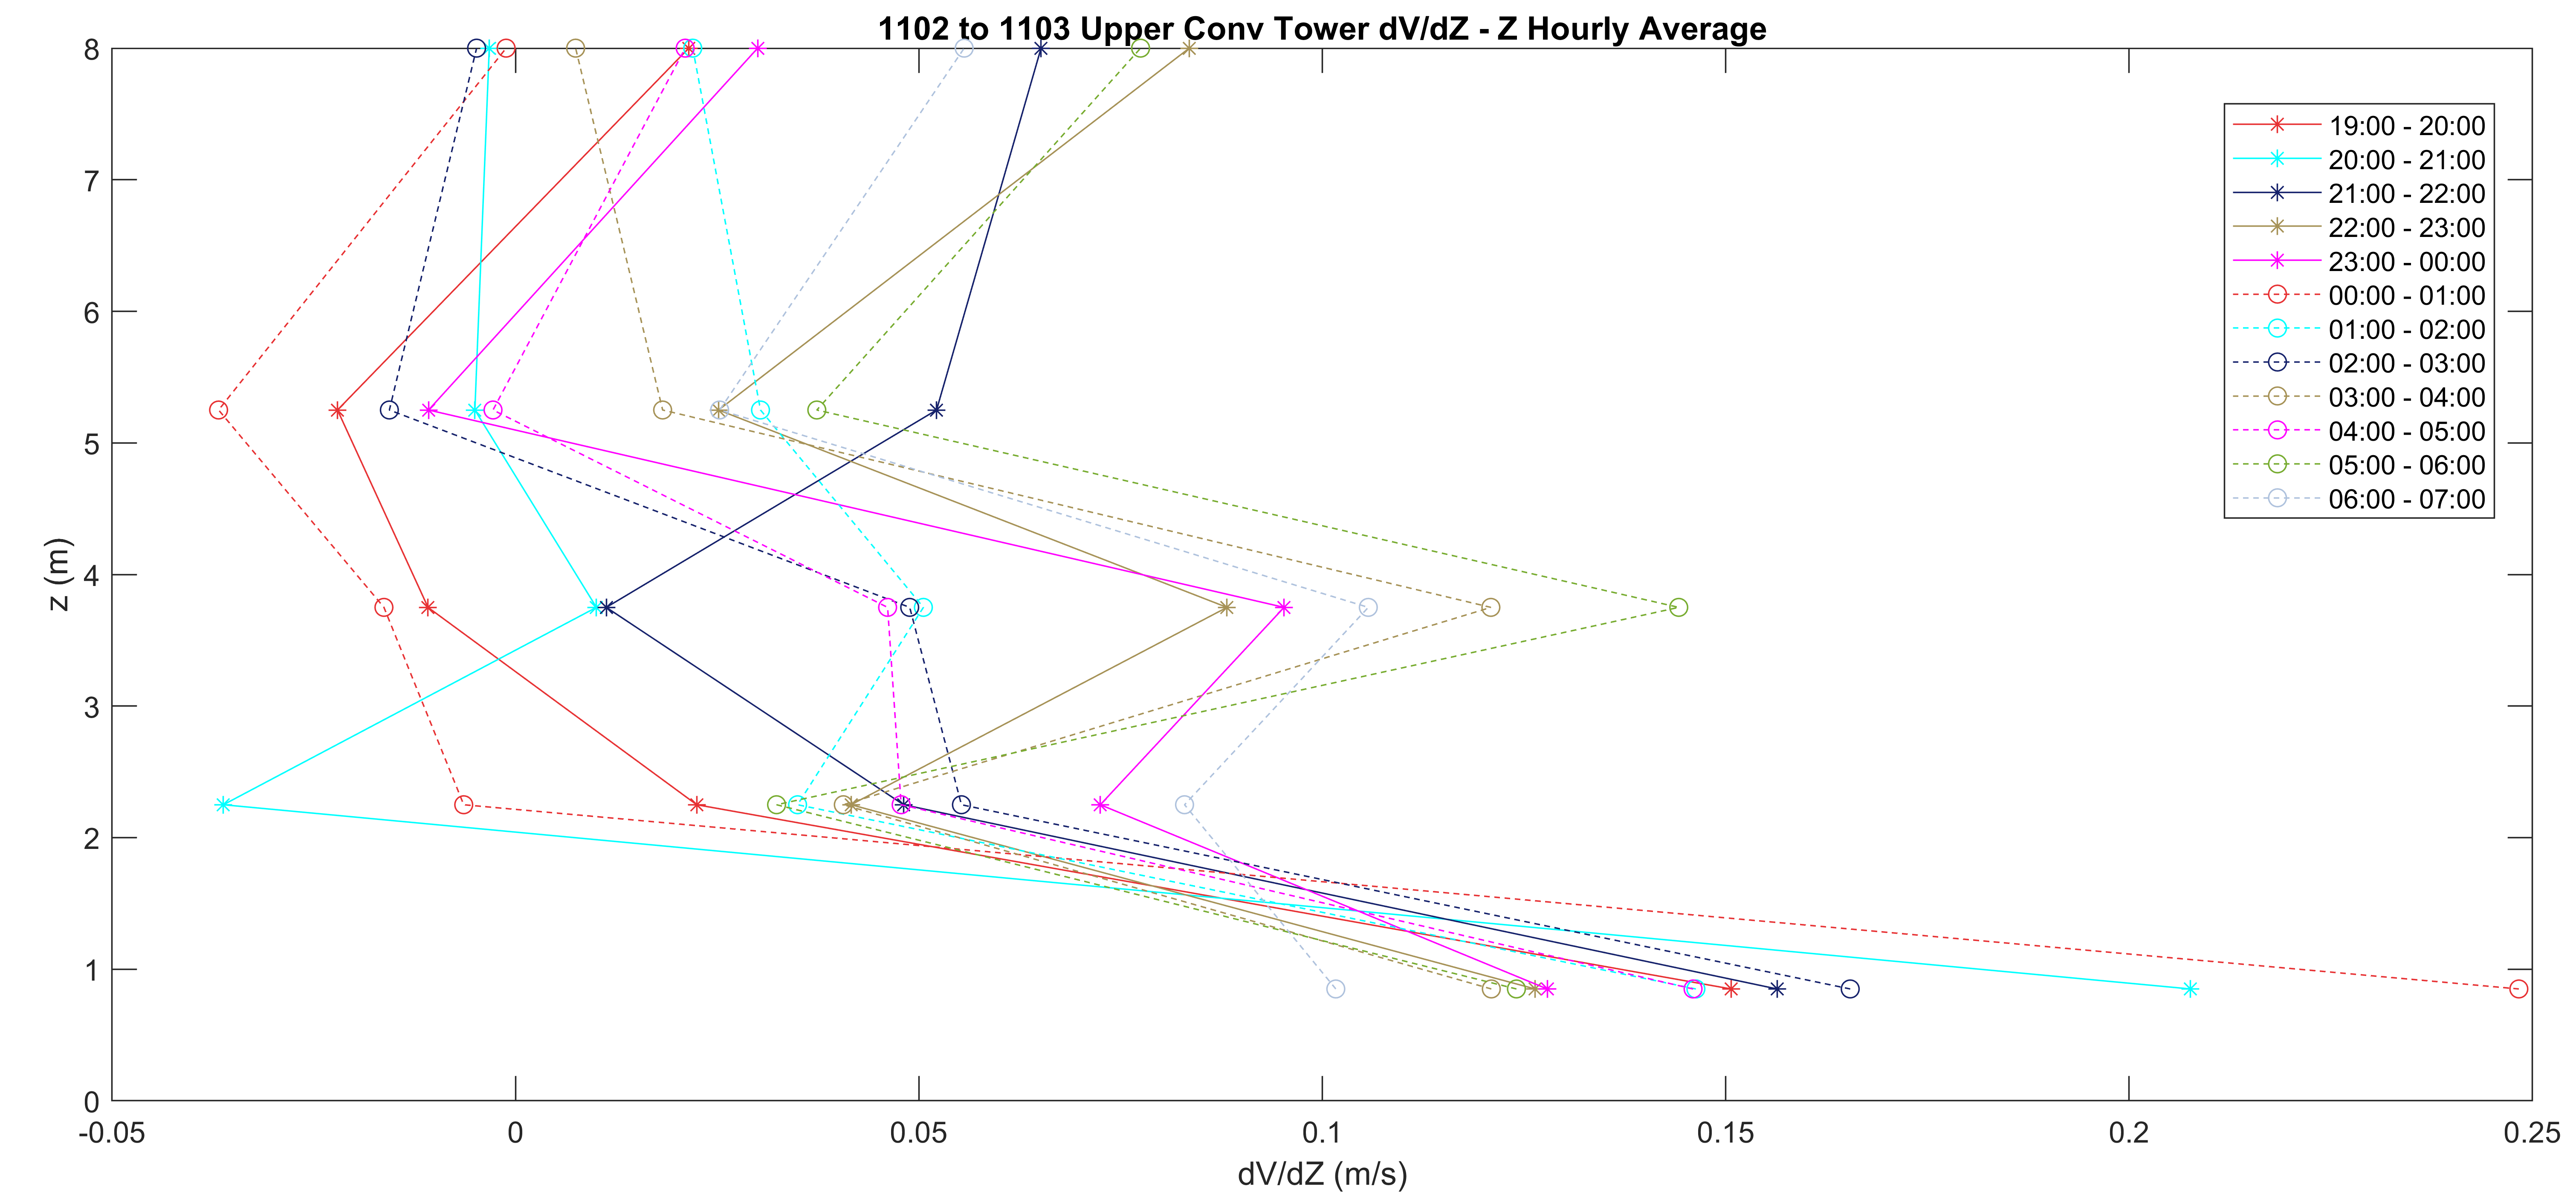 1102 to 1103 Upper Conv Tower dV/dZ - Z Hourly Average
8
7
6
5
4
3
2
1
0
z (m)
-0.05 0 0.05 0.1 0.15 0.2 0.25
dV/dZ (m/s)
19:00 - 20:00
20:00 - 21:00
21:00 - 22:00
22:00 - 23:00
23:00 - 00:00
00:00 - 01:00
01:00 - 02:00
02:00 - 03:00
03:00 - 04:00
04:00 - 05:00
05:00 - 06:00
06:00 - 07:00